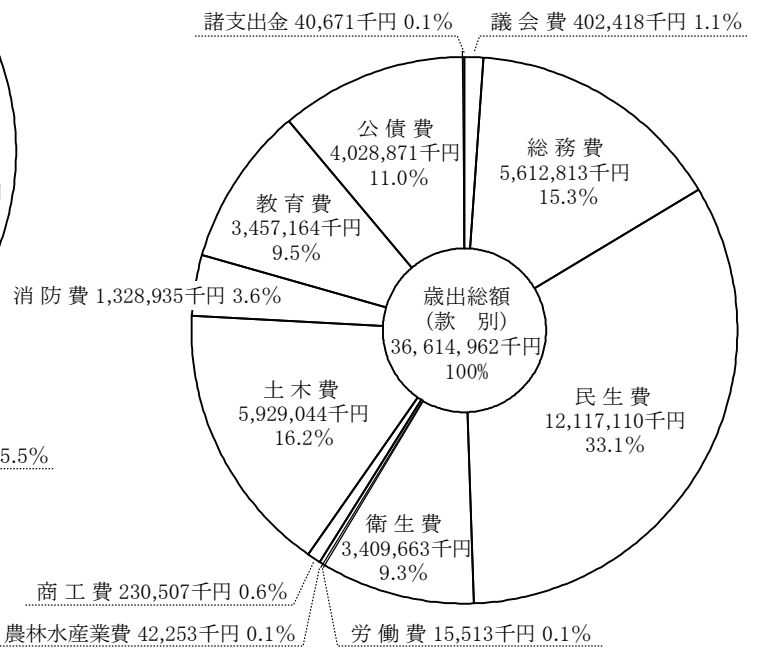 諸支出金 40,671千円 0.1%
議 会 費 402,418千円 1.1%
公 債 費
4,028,871千円
11.0%
総 務 費
5,612,813千円
15.3%
教 育 費
3,457,164千円
9.5%
消 防 費 1,328,935千円 3.6%
歳出総額
(款　別)
36,614,962千円
100%
土 木 費
5,929,044千円
16.2%
民 生 費
12,117,110千円
33.1%
5.5%
衛 生 費
3,409,663千円
9.3%
商 工 費 230,507千円 0.6%
農林水産業費 42,253千円 0.1%
労 働 費 15,513千円 0.1%